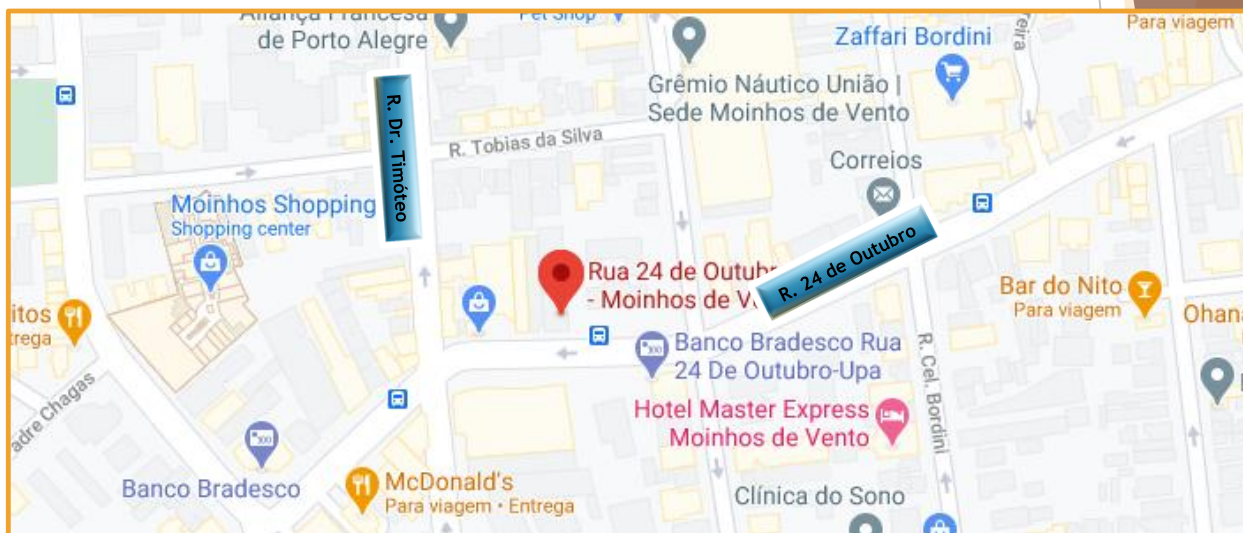 Aliança Francesa
de Porto Alegre
Pet Shop
Para viagem
Zaffari Bordini
Grêmio Náutico União |
Sede Moinhos de Vento
R. Dr. Timóteo
R. Tobias da Silva
Correios
Moinhos Shopping
Shopping center
R. 24 de Outubro
Rua 24 de Outubr
- Moinhos de V
Bar do Nito
Para viagem
Ohana
itos
trega
Banco Bradesco Rua
24 De Outubro-Upa
R. Cel. Bordini
adre Chagas
Hotel Master Express
Moinhos de Vento
Banco Bradesco
McDonald's
Para viagem • Entrega
Clínica do Sono